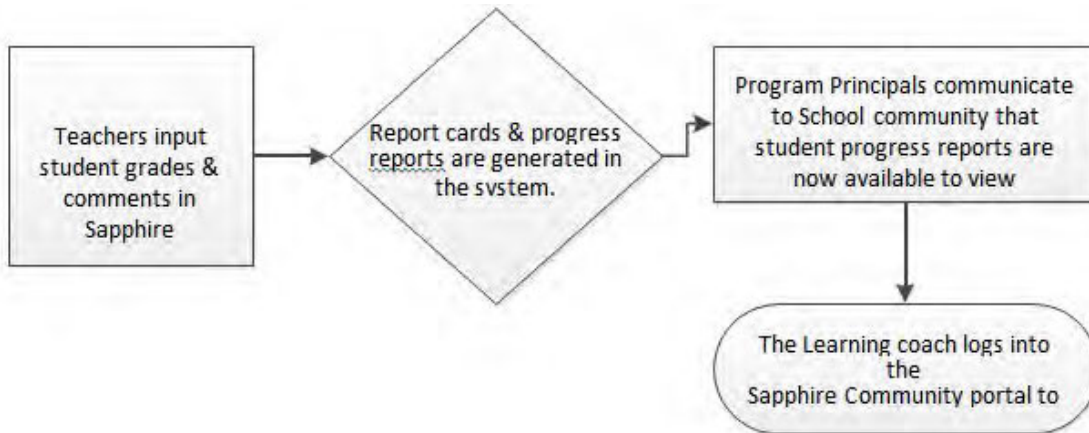 Teachers input
student grades &
comments in
Sapphire
Report cards & progress
reports are generated in
the system.
Program Principals communicate
to School community that
student progress reports are
now available to view
The Learning coach logs into
the
Sapphire Community portal to